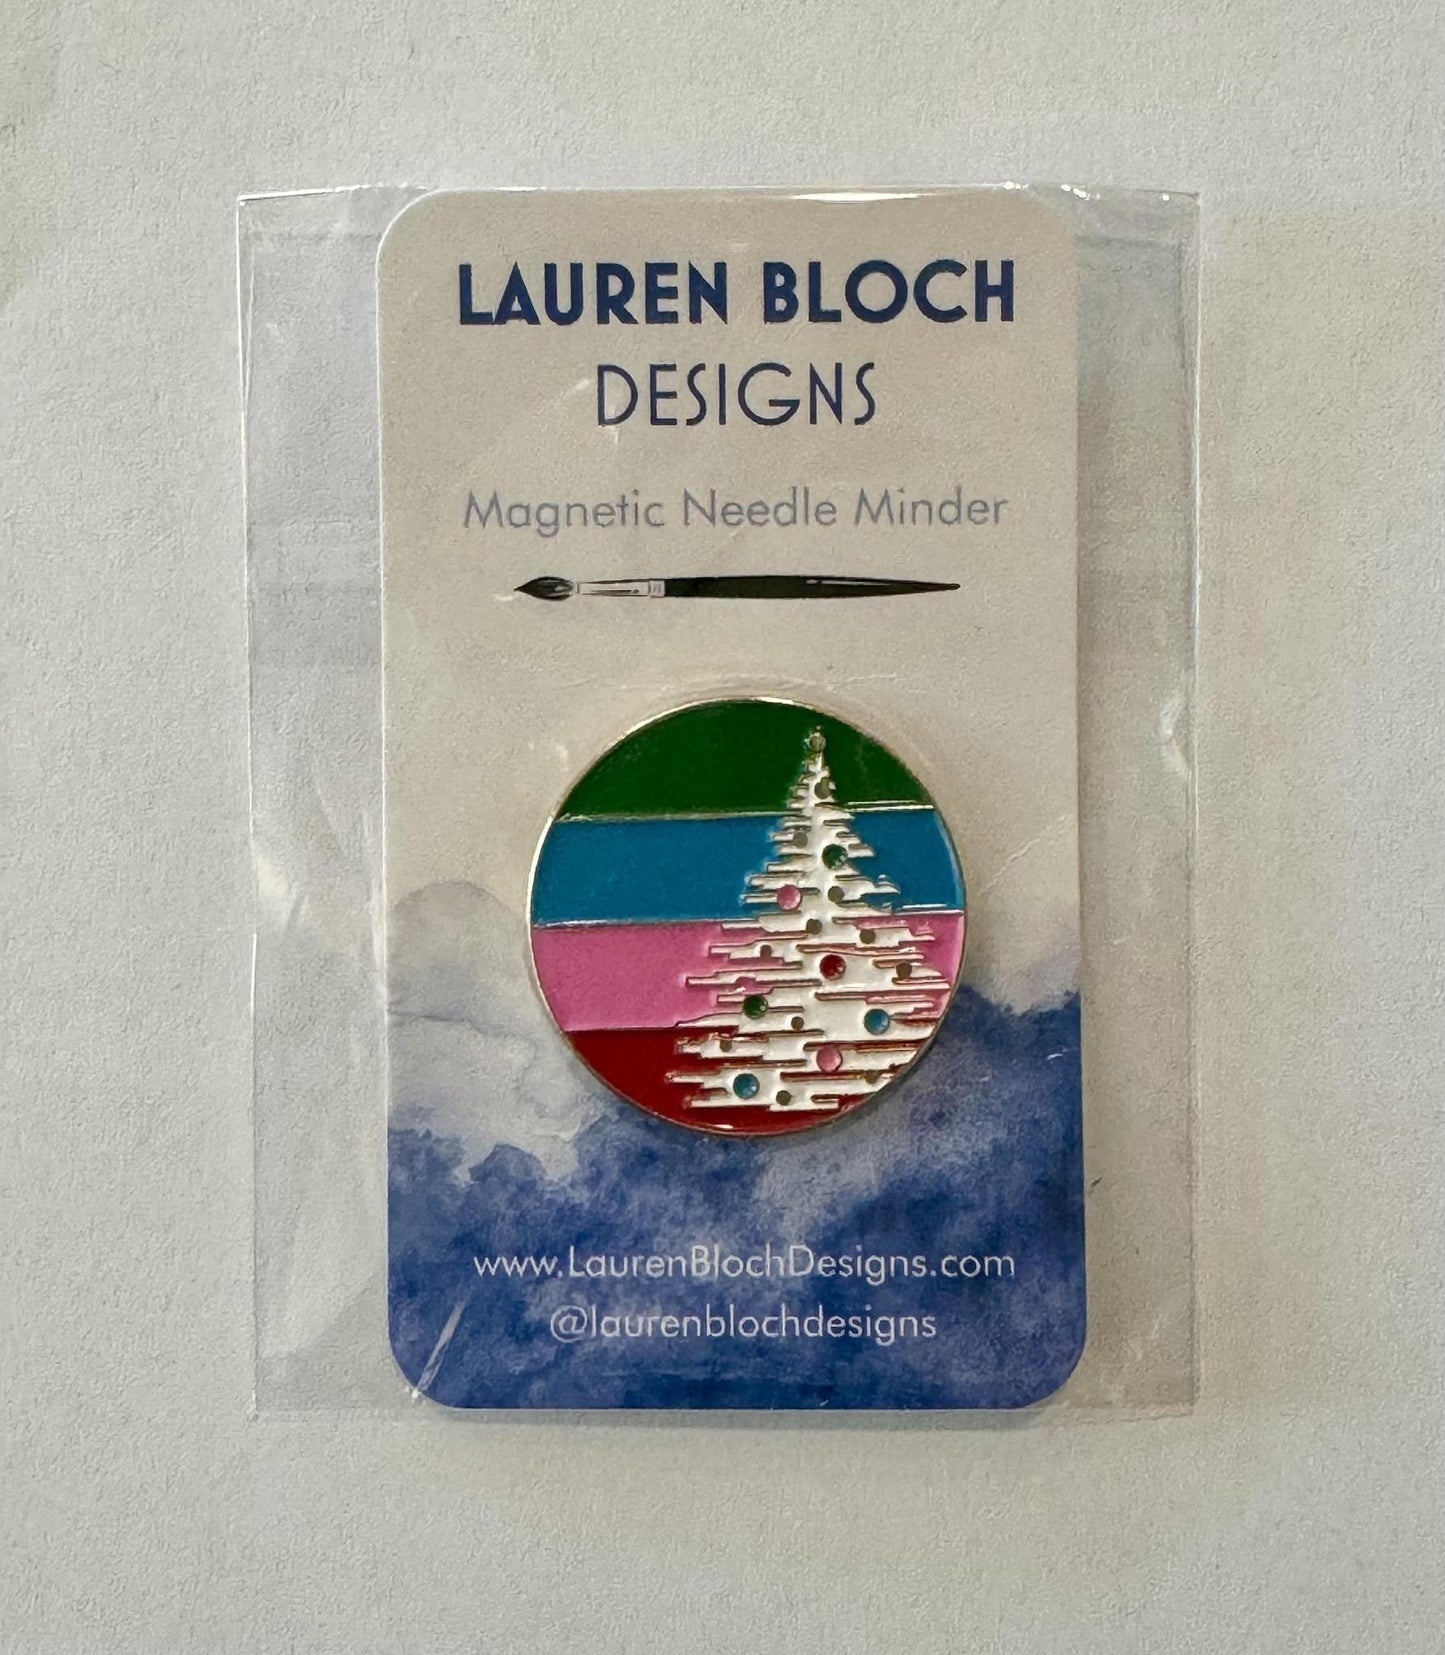 LAUREN BLOCH
DESIGNS
Magnetic Needle Minder
www.LaurenBlochDesigns.com
@laurenblochdesigns